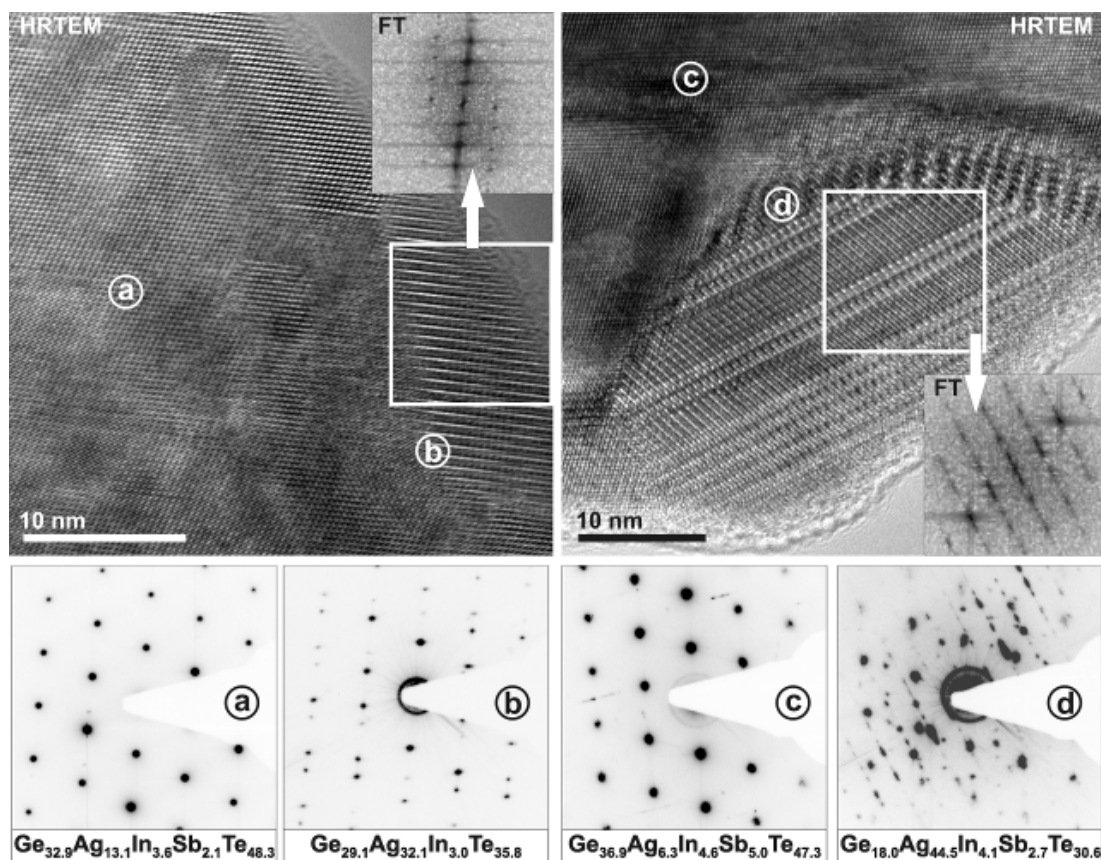 HRTEM
FT
HRTEM
c
d
a
b
FT
10 nm
10 nm
a
b
c
d
Ge32.9Ag13.1In3.6Sb2.1Te48.3
Ge29.1Ag32.1In3.0Te35.8
Ge36.9Ag6.3In4.6Sb5.0Te47.3
Ge18.0Ag44.5In4.1Sb2.7Te30.6